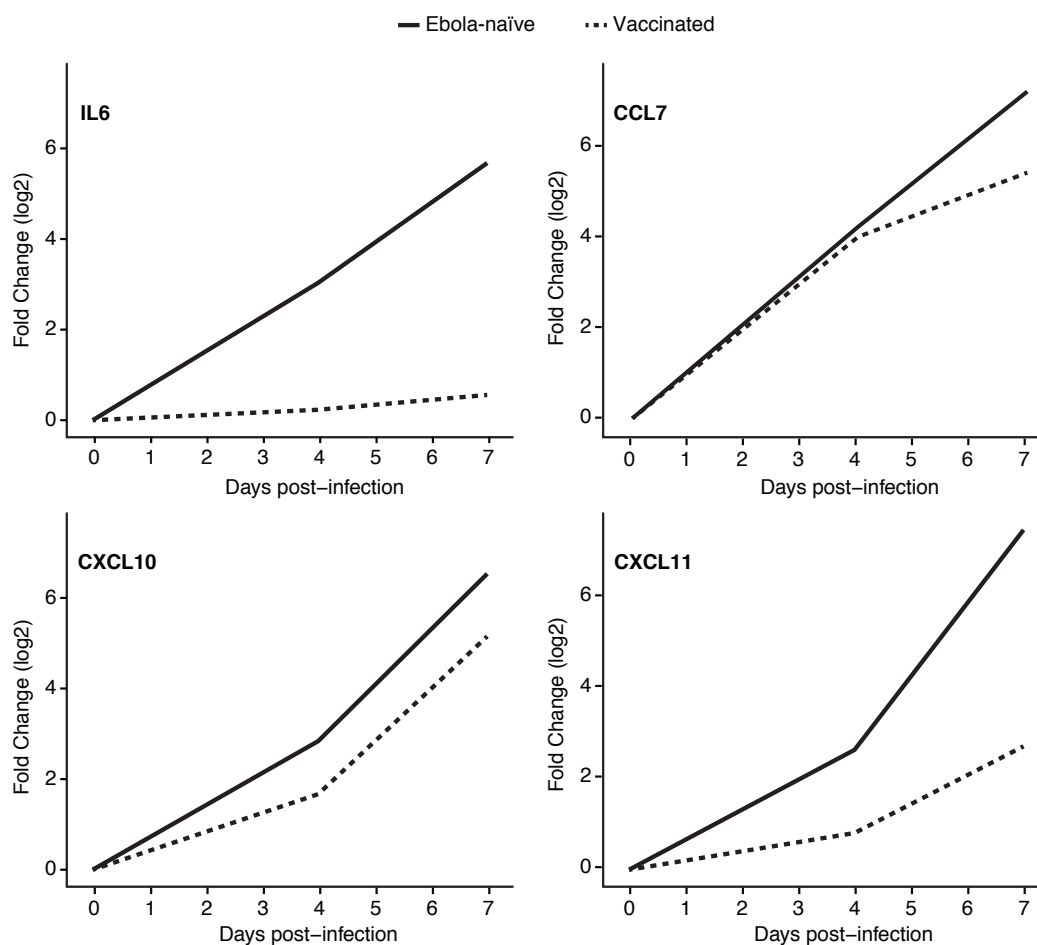 Ebola-naïve Vaccinated
IL6
Fold Change (log2)
6
4
2
0
0 1 2 3 4 5 6 7
Days post−infection
CCL7
Fold Change (log2)
6
4
2
0
0 1 2 3 4 5 6 7
Days post−infection
CXCL10
Fold Change (log2)
6
4
2
0
0 1 2 3 4 5 6 7
Days post−infection
CXCL11
Fold Change (log2)
6
4
2
0
0 1 2 3 4 5 6 7
Days post−infection